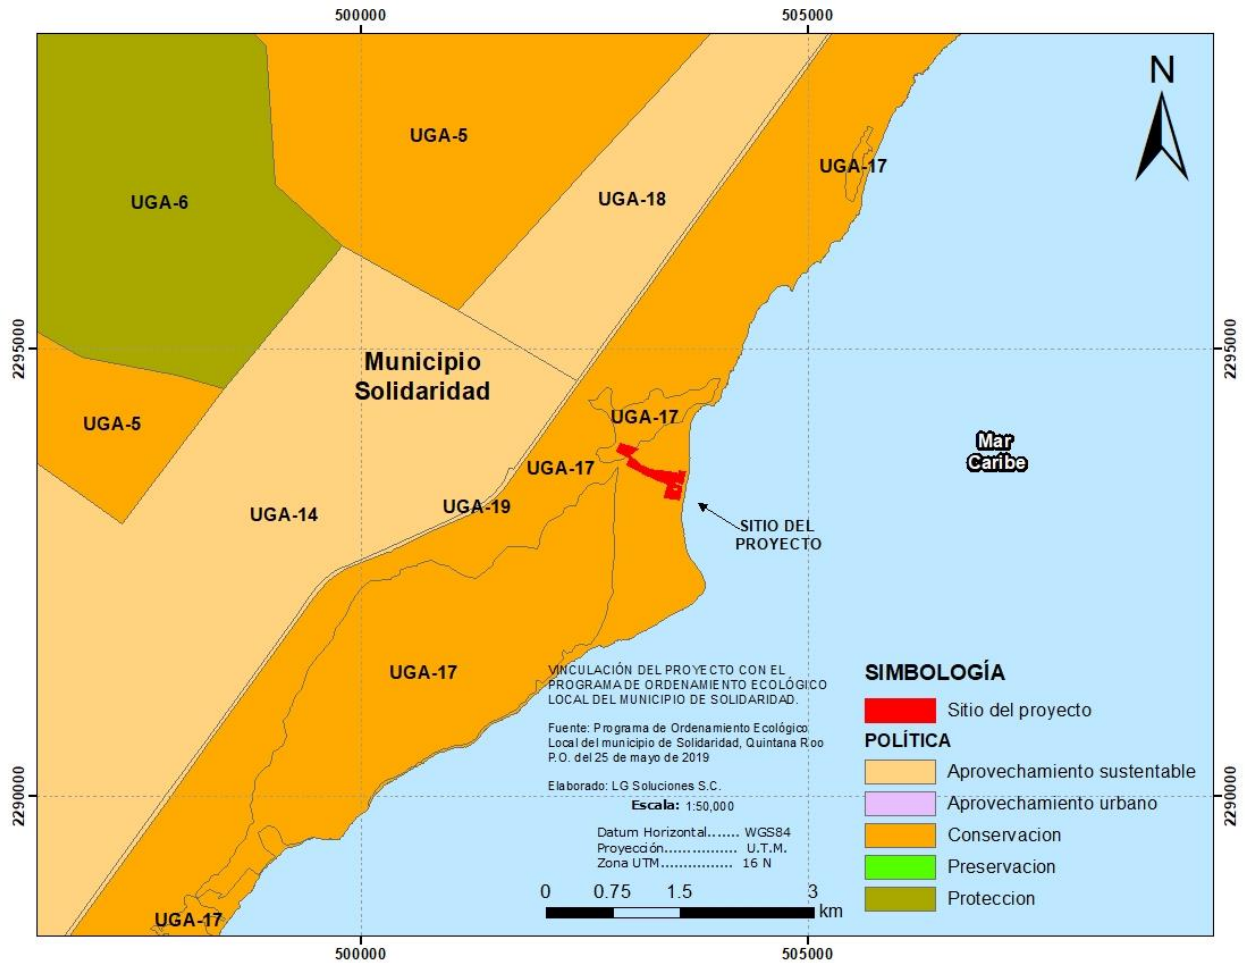 500000
505000
N
UGA-5
UGA-17
UGA-6
UGA-18
2295000
2295000
Municipio
Solidaridad
UGA-5
UGA-17
Mar
Caribe
UGA-17
UGA-14
UGA-19
SITIO DEL
PROYECTO
UGA-17
VINCULACIÓN DEL PROYECTO CON EL
PROGRAMA DE ORDENAMIENTO ECOLÓGICO
LOCAL DEL MUNICIPIO DE SOLIDARIDAD.
Fuente: Programa de Ordenamiento Ecológico
Local del municipio de Solidaridad, Quintana Roo
P.O. del 25 de mayo de 2019
Elaborado: LG Soluciones S.C.
Escala: 1:50,000
Datum Horizontal....... WGS84
Proyección............... U.T.M.
Zona UTM............... 16 N
0 0.75 1.5 3
km
SIMBOLOGÍA
Sitio del proyecto
POLÍTICA
Aprovechamiento sustentable
Aprovechamiento urbano
Conservacion
Preservacion
Proteccion
2290000
2290000
UGA-17
500000
505000